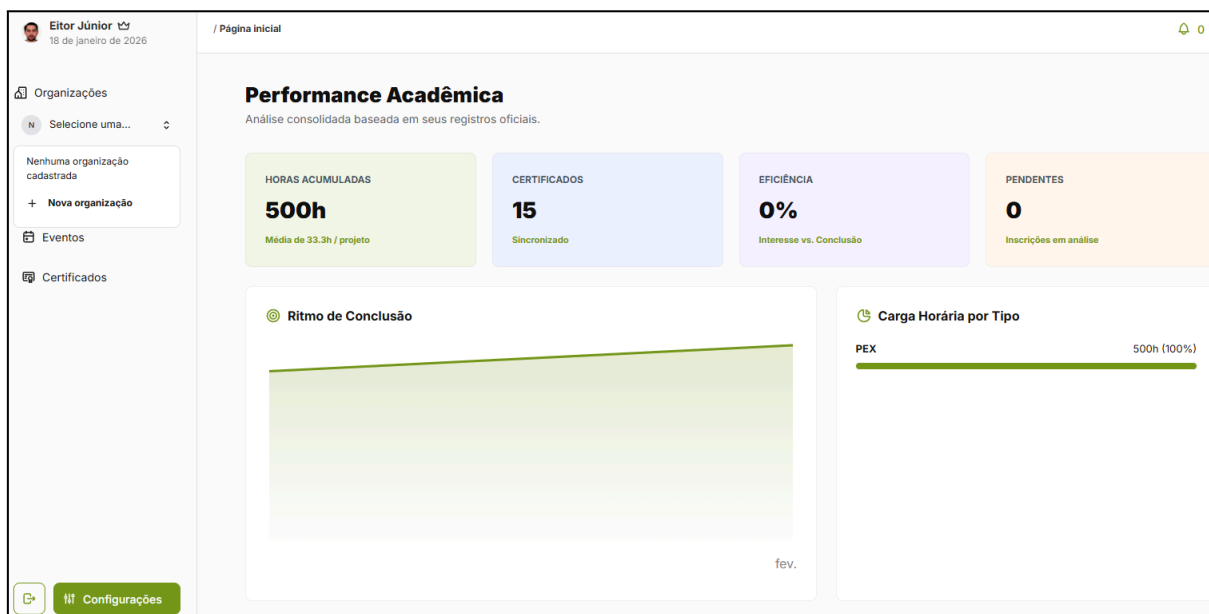 Eitor Júnior
18 de janeiro de 2026
Organizações
N Selecione uma...
Nenhuma organização
cadastrada
+ Nova organização
Eventos
Certificados
Configurações
/ Página inicial
0
Performance Acadêmica
Análise consolidada baseada em seus registros oficiais.
HORAS ACUMULADAS
500h
Média de 33.3h / projeto
CERTIFICADOS
15
Sincronizado
EFICIÊNCIA
0%
Interesse vs. Conclusão
PENDENTES
0
Inscrições em análise
Ritmo de Conclusão
fev.
Carga Horária por Tipo
PEX 500h (100%)